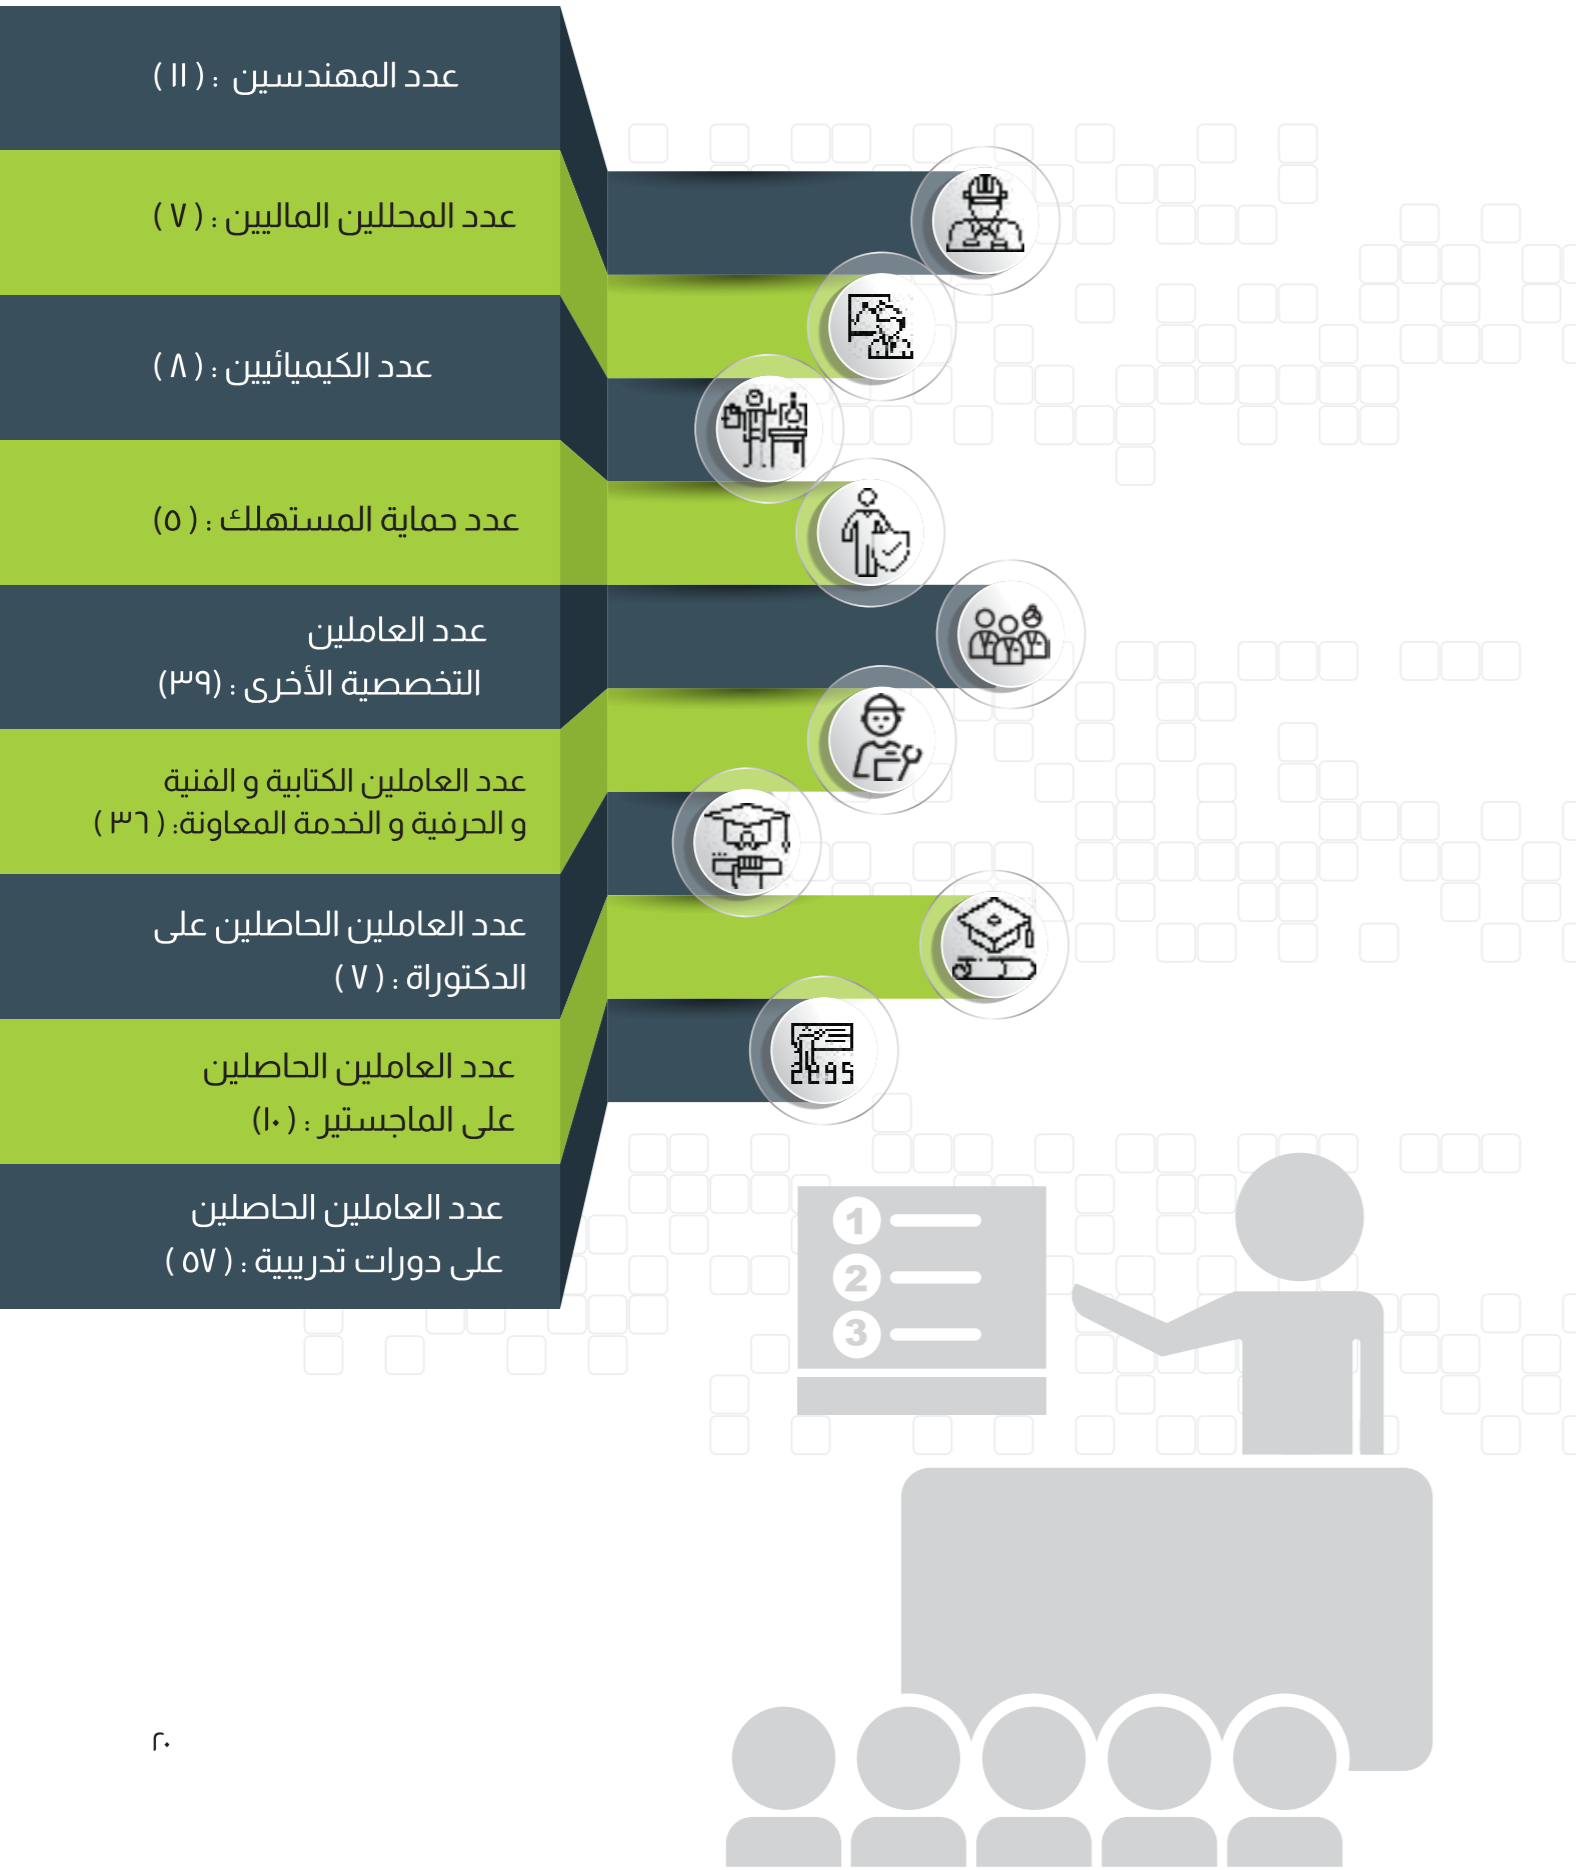 عدد المهندسين : ( ١١ )
عدد المحللين الماليين : ( ٧ )
عدد الكيميائيين : ( ٨ )
عدد حماية المستهلك : ( ٥)
عدد العاملين
التخصصية الأخرى : (٣٩)
عدد العاملين الكتابية و الفنية
و الحرفية و الخدمة المعاونة: ( ٣٦ )
عدد العاملين الحاصلين على
الدكتوراة : ( ٧ )
عدد العاملين الحاصلين
على الماجستير : ( ١٠)
عدد العاملين الحاصلين
على دورات تدريبية : ( ٥٧ )
1
2
3
٢٠